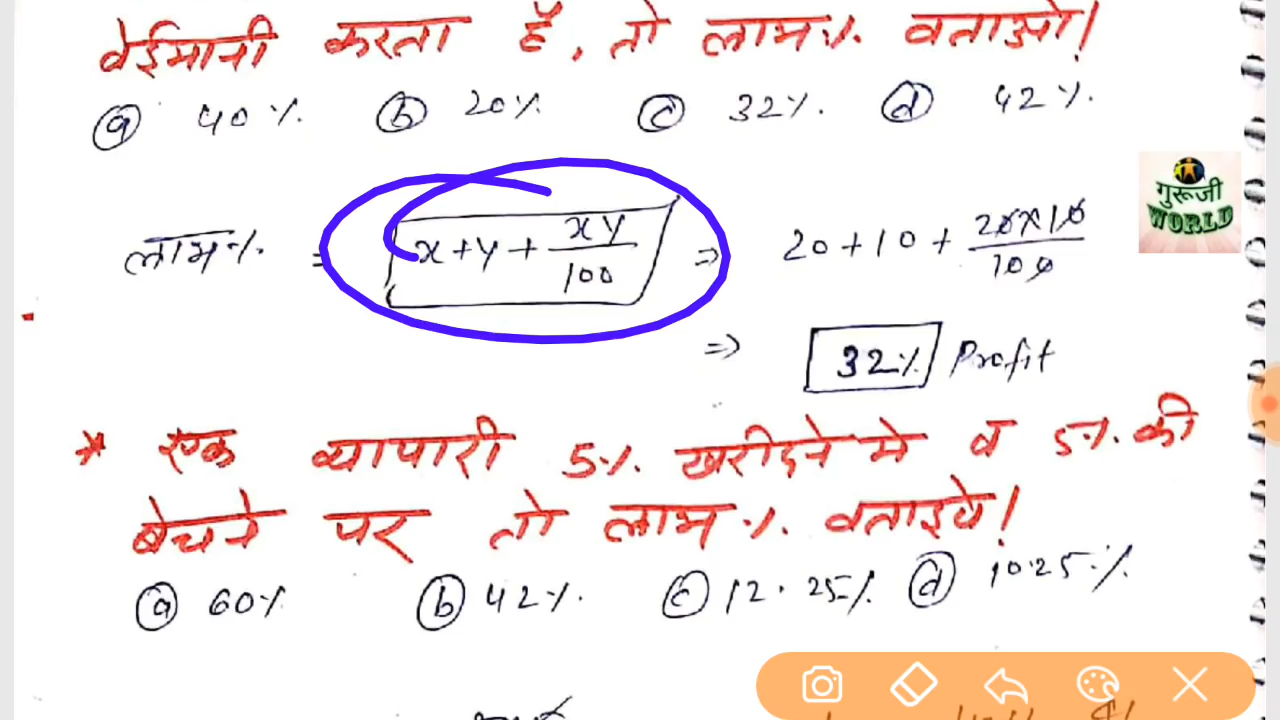 वेईमानी करता है, तो लाभ% बताओ!
ⓐ 40% ⓑ 20% ⓒ 32% ⓓ 42%
गुरूजी
WORLD
लाभ% = x+y+xy/100 ⇒ 20+10+20×10/100
⇒ 32% Profit
* एक व्यापारी 5% खरीदने मे व 5% की
बेचने पर तो लाभ% बताइये!
ⓐ 60% ⓑ 42% ⓒ 12.25% ⓓ 10.25%